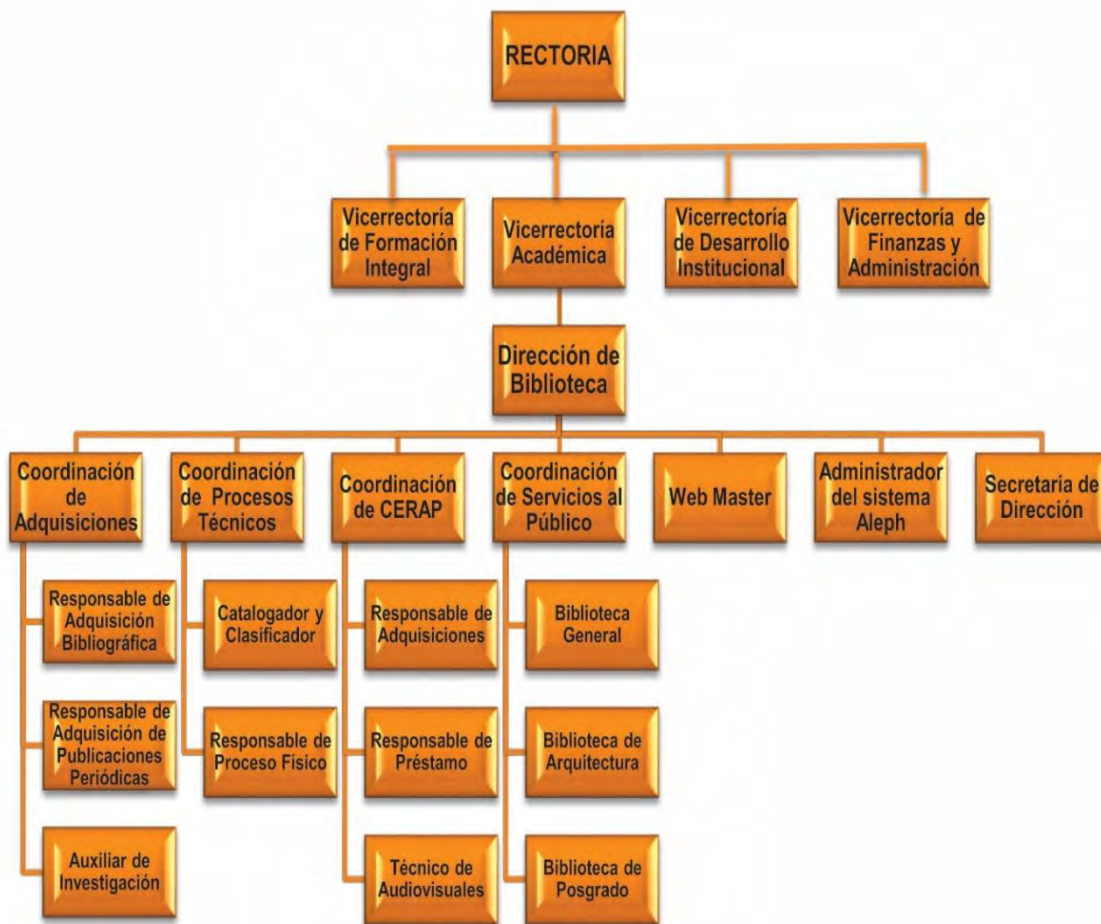 RECTORIA
Vicerrectoría
de Formación
Integral
Vicerrectoría
Académica
Vicerrectoría
de Desarrollo
Institucional
Vicerrectoría de
Finanzas y
Administración
Dirección de
Biblioteca
Coordinación
de
Adquisiciones
Coordinación
de Procesos
Técnicos
Coordinación
de CERAP
Coordinación
de Servicios al
Público
Web Master
Administrador
del sistema
Aleph
Secretaria de
Dirección
Responsable de
Adquisición
Bibliográfica
Catalogador y
Clasificador
Responsable de
Adquisiciones
Biblioteca
General
Responsable de
Adquisición de
Publicaciones
Periódicas
Responsable de
Proceso Físico
Responsable de
Préstamo
Biblioteca de
Arquitectura
Auxiliar de
Investigación
Técnico de
Audiovisuales
Biblioteca de
Posgrado